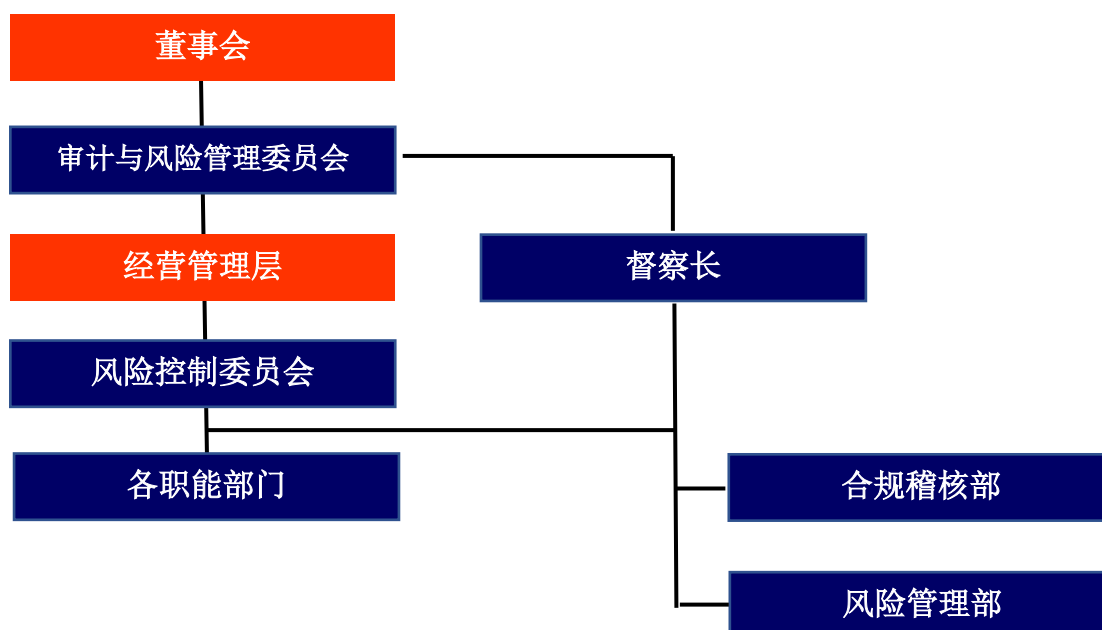 董事会
审计与风险管理委员会
经营管理层
督察长
风险控制委员会
各职能部门
合规稽核部
风险管理部